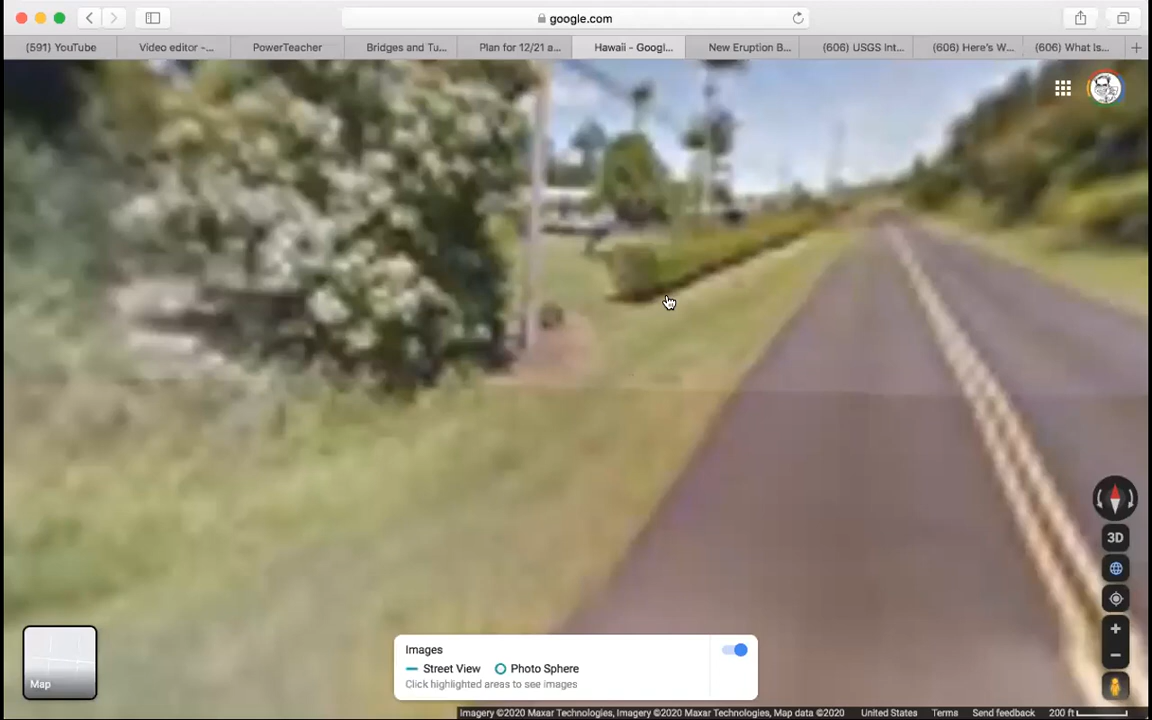 google.com
(591) YouTube
Video editor -...
PowerTeacher
Bridges and Tu...
Plan for 12/21 a...
Hawaii - Googl...
New Eruption B...
(606) USGS Int...
(606) Here's W...
(606) What Is...
3D
Images
Street View
Photo Sphere
Click highlighted areas to see images
Map
Imagery ©2020 Maxar Technologies, Imagery ©2020 Maxar Technologies, Map data ©2020 United States Terms Send feedback 200 ft